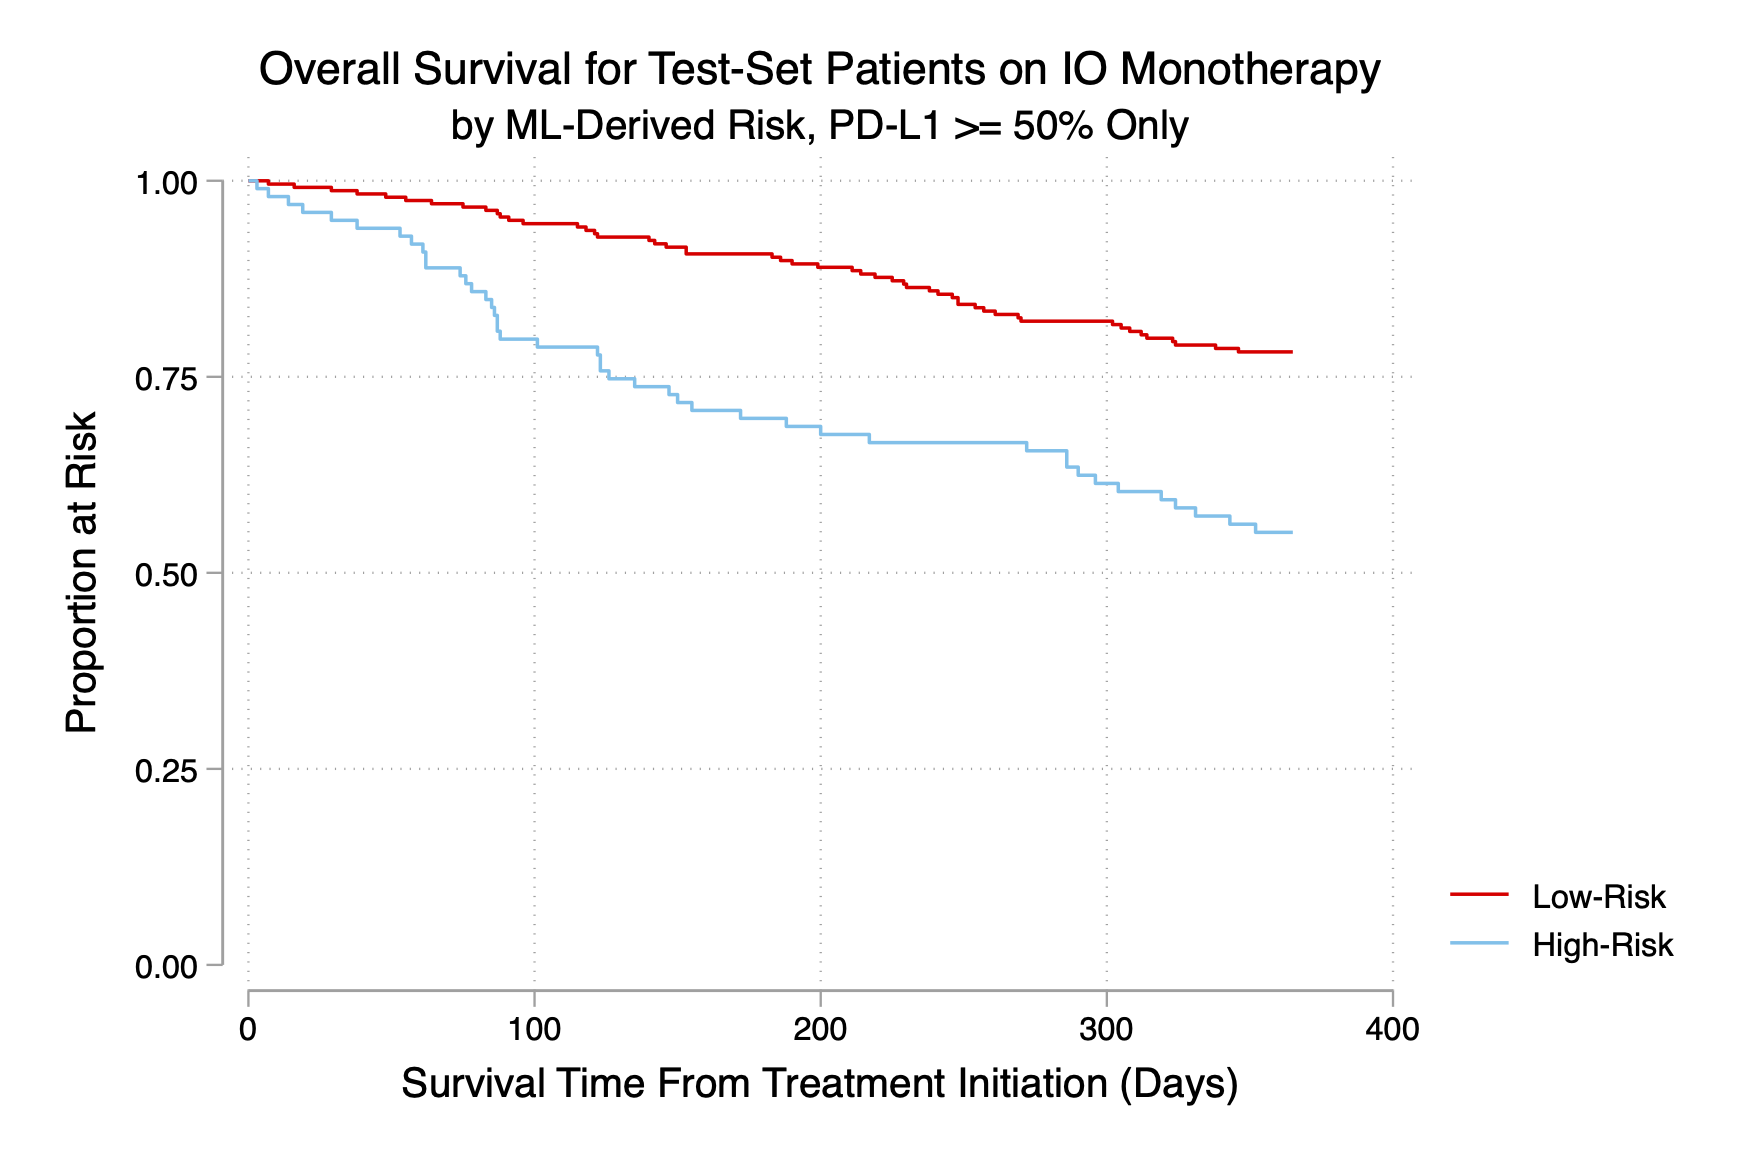 Overall Survival for Test-Set Patients on IO Monotherapy
by ML-Derived Risk, PD-L1 >= 50% Only
1.00
0.75
0.50
0.25
0.00
Proportion at Risk
0 100 200 300 400
Survival Time From Treatment Initiation (Days)
Low-Risk
High-Risk